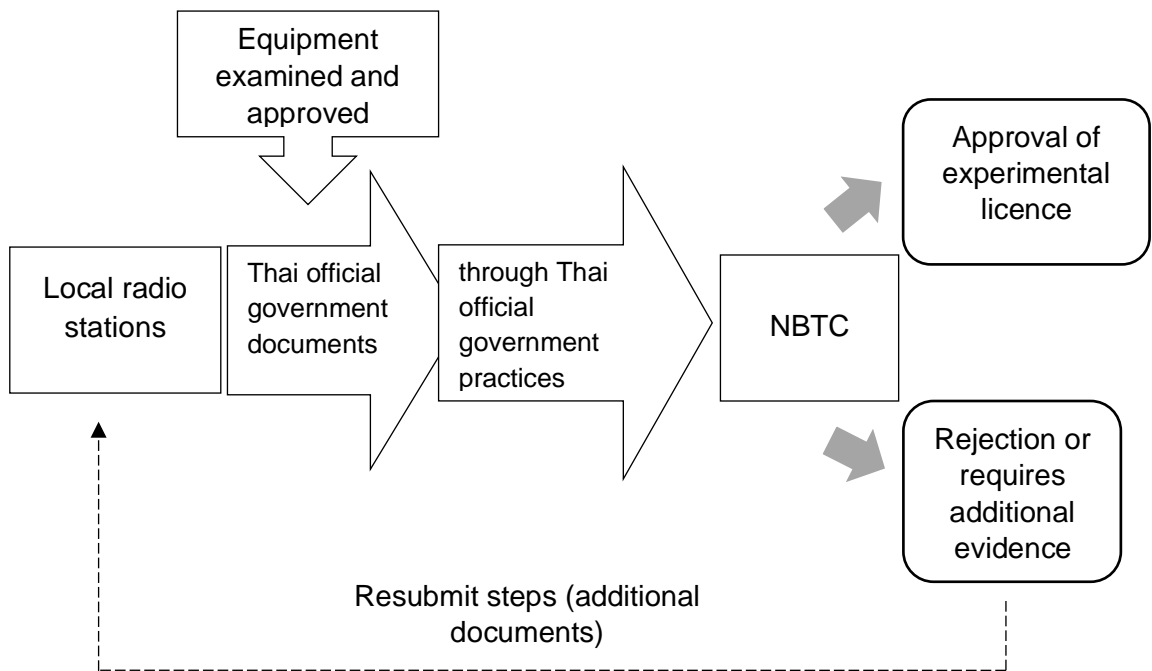 Equipment
examined and
approved
Approval of
experimental
licence
Local radio
stations
Thai official
government
documents
through Thai
official
government
practices
NBTC
Rejection or
requires
additional
evidence
Resubmit steps (additional
documents)